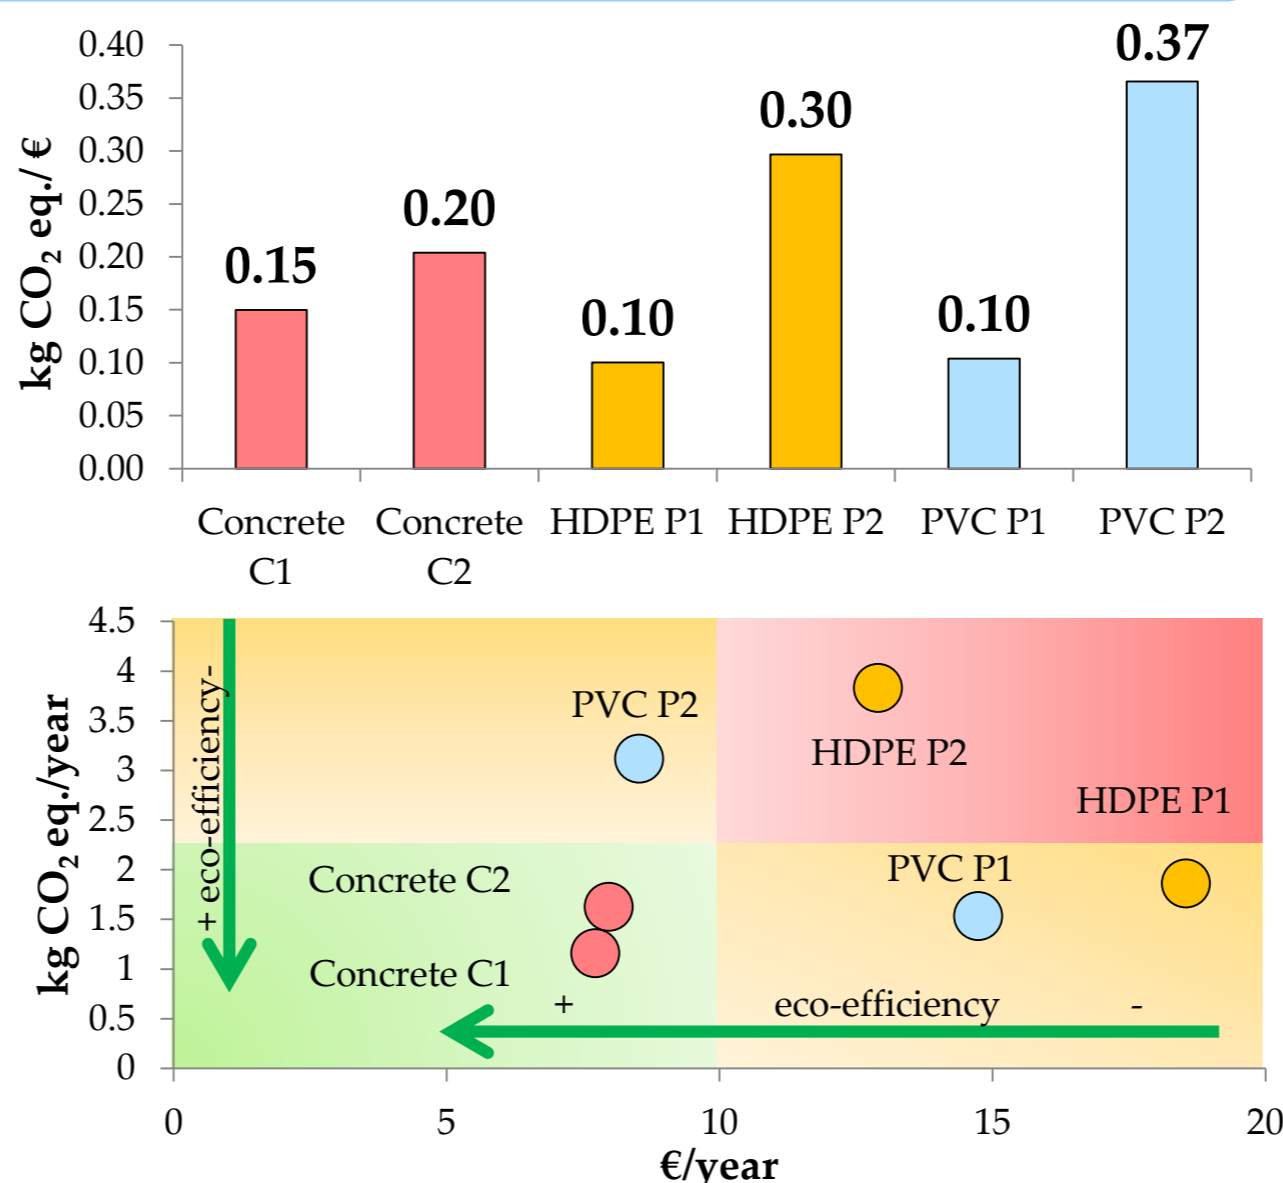 0.40
0.35
0.30
0.25
0.20
0.15
0.10
0.05
0.00
kg CO₂ eq./ €
0.15
0.20
0.10
0.30
0.10
0.37
Concrete C1
Concrete C2
HDPE P1
HDPE P2
PVC P1
PVC P2
4.5
4
3.5
3
2.5
2
1.5
1
0.5
0
kg CO₂ eq./year
+ eco-efficiency-
PVC P2
HDPE P2
HDPE P1
PVC P1
Concrete C2
Concrete C1
+ eco-efficiency -
0
5
10
15
20
€/year